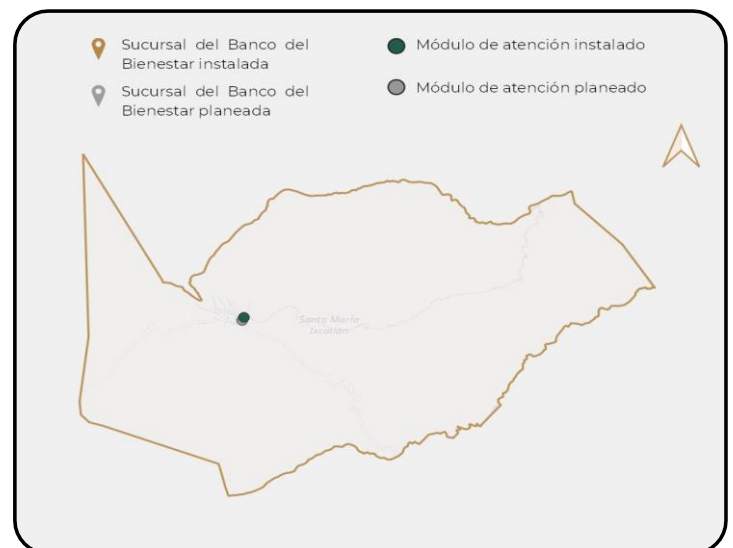 Sucursal del Banco del
Bienestar instalada
Sucursal del Banco del
Bienestar planeada
Módulo de atención instalado
Módulo de atención planeado
Santa María
Ixcatlán